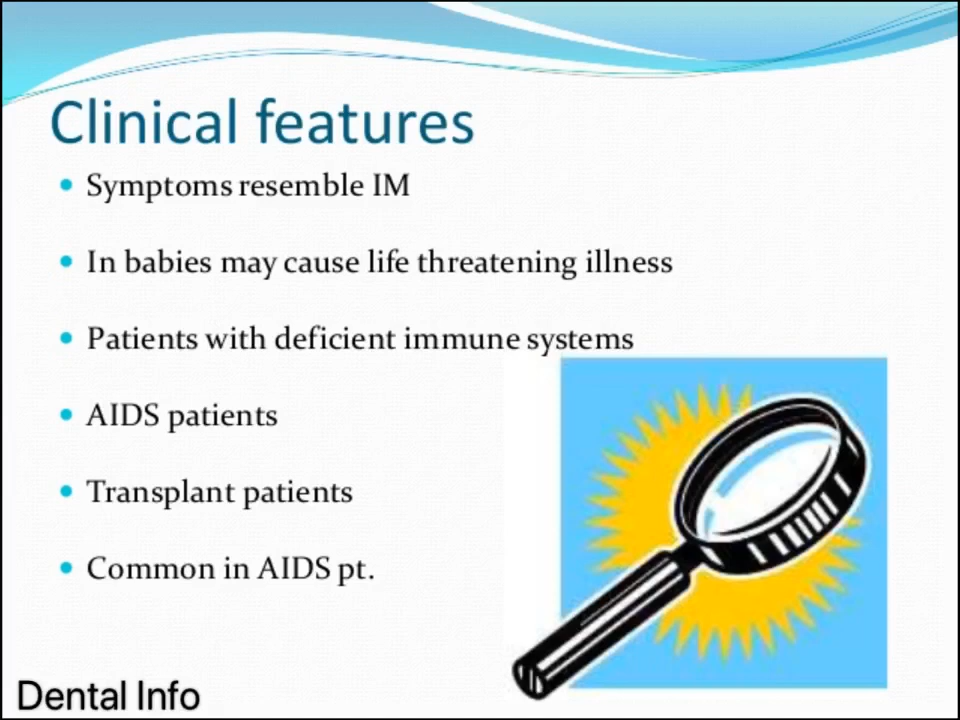 Clinical features
Symptoms resemble IM
In babies may cause life threatening illness
Patients with deficient immune systems
AIDS patients
Transplant patients
Common in AIDS pt.
Dental Info